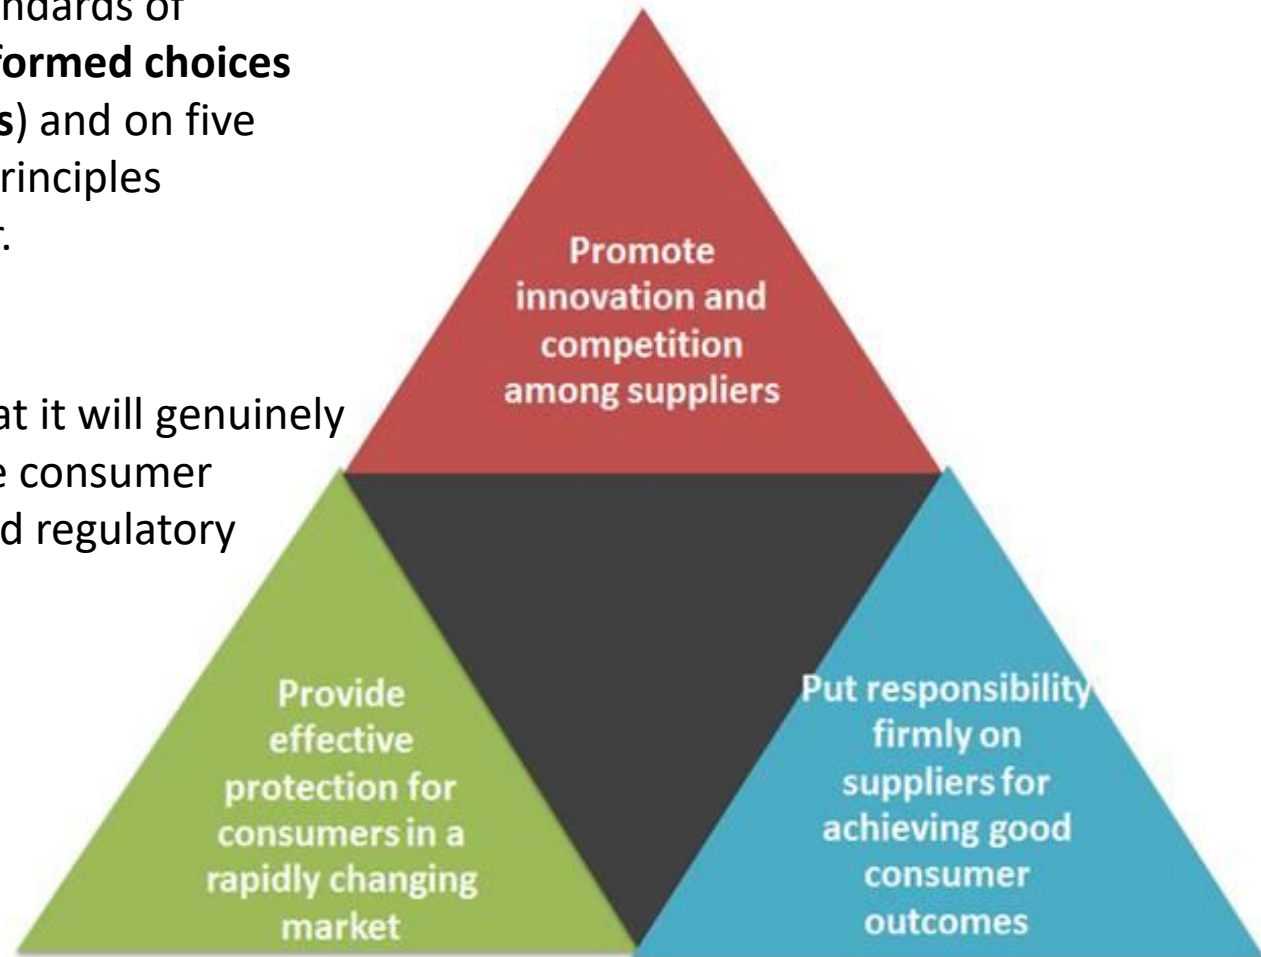 ndards of
formed choices
s) and on five
rinciples
r.
at it will genuinely
e consumer
d regulatory
Promote
innovation and
competition
among suppliers
Provide
effective
protection for
consumers in a
rapidly changing
market
Put responsibility
firmly on
suppliers for
achieving good
consumer
outcomes